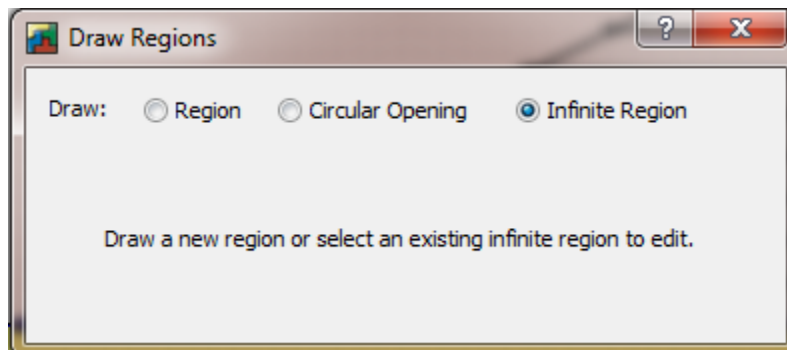 Draw Regions ?
Draw: Region Circular Opening Infinite Region
Draw a new region or select an existing infinite region to edit.